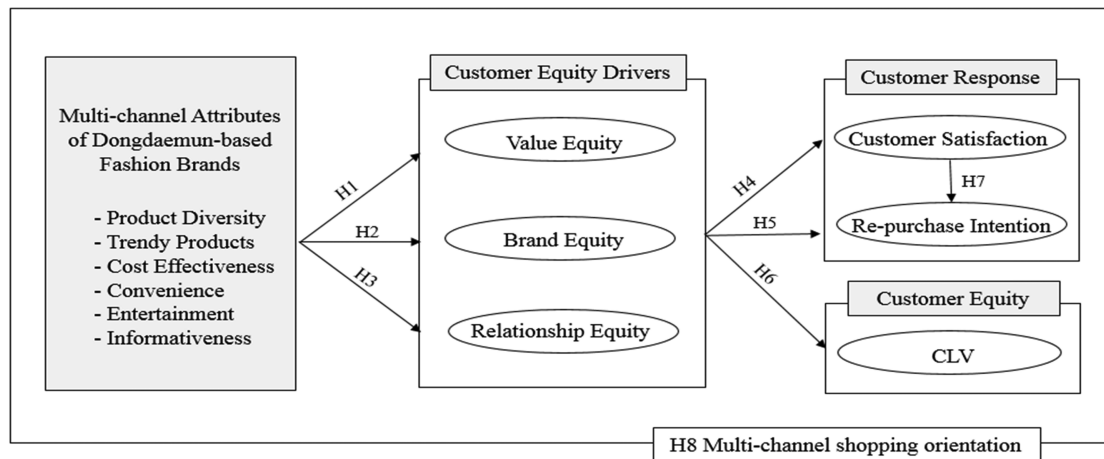 Multi-channel Attributes
of Dongdaemun-based
Fashion Brands
- Product Diversity
- Trendy Products
- Cost Effectiveness
- Convenience
- Entertainment
- Informativeness
H1
H2
H3
Customer Equity Drivers
Value Equity
Brand Equity
Relationship Equity
H4
H5
H6
Customer Response
Customer Satisfaction
H7
Re-purchase Intention
Customer Equity
CLV
H8 Multi-channel shopping orientation